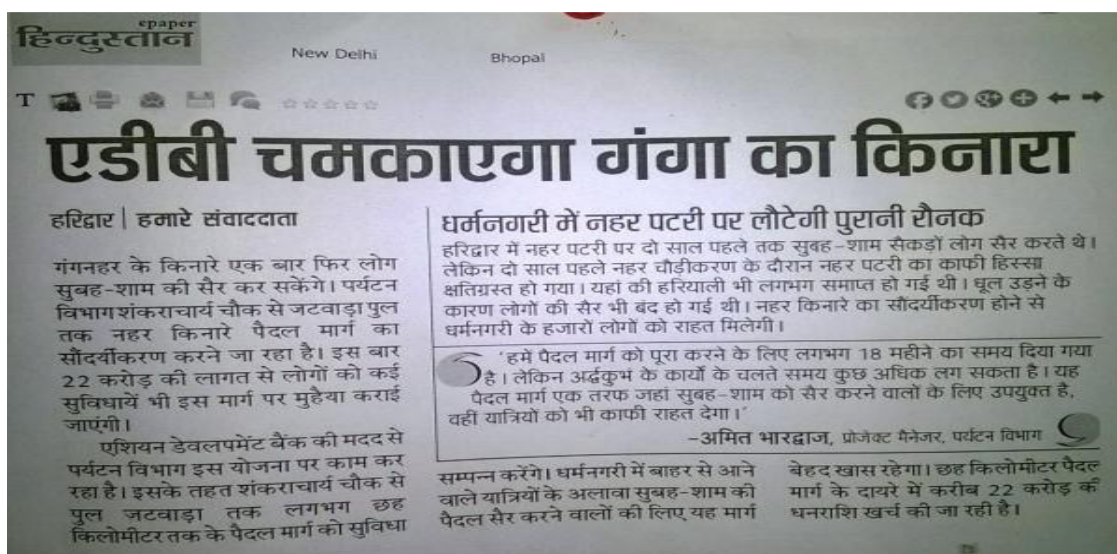 epaper
हिन्दुस्तान
New Delhi
Bhopal
T
एडीबी चमकाएगा गंगा का किनारा
हरिद्वार | हमारे संवाददाता
गंगनहर के किनारे एक बार फिर लोग
सुबह-शाम की सैर कर सकेंगे। पर्यटन
विभाग शंकराचार्य चौक से जटवाड़ा पुल
तक नहर किनारे पैदल मार्ग का
सौंदर्यीकरण करने जा रहा है। इस बार
22 करोड़ की लागत से लोगों को कई
सुविधायें भी इस मार्ग पर मुहैया कराई
जाएंगी।
एशियन डेवलपमेंट बैंक की मदद से
पर्यटन विभाग इस योजना पर काम कर
रहा है। इसके तहत शंकराचार्य चौक से
पुल जटवाड़ा तक लगभग छह
किलोमीटर तक के पैदल मार्ग को सुविधा
धर्मनगरी में नहर पटरी पर लौटेगी पुरानी रौनक
हरिद्वार में नहर पटरी पर दो साल पहले तक सुबह-शाम सैकड़ों लोग सैर करते थे।
लेकिन दो साल पहले नहर चौड़ीकरण के दौरान नहर पटरी का काफी हिस्सा
क्षतिग्रस्त हो गया। यहां की हरियाली भी लगभग समाप्त हो गई थी। धूल उड़ने के
कारण लोगों की सैर भी बंद हो गई थी। नहर किनारे का सौंदर्यीकरण होने से
धर्मनगरी के हजारों लोगों को राहत मिलेगी।
'हमें पैदल मार्ग को पूरा करने के लिए लगभग 18 महीने का समय दिया गया
है। लेकिन अर्द्धकुंभ के कार्यो के चलते समय कुछ अधिक लग सकता है। यह
पैदल मार्ग एक तरफ जहां सुबह-शाम को सैर करने वालों के लिए उपयुक्त है,
वहीं यात्रियों को भी काफी राहत देगा।'
-अमित भारद्वाज, प्रोजेक्ट मैनेजर, पर्यटन विभाग
सम्पन्न करेंगे। धर्मनगरी में बाहर से आने
वाले यात्रियों के अलावा सुबह-शाम की
पैदल सैर करने वालों की लिए यह मार्ग
बेहद खास रहेगा। छह किलोमीटर पैदल
मार्ग के दायरे में करीब 22 करोड़ की
धनराशि खर्च की जा रही है।